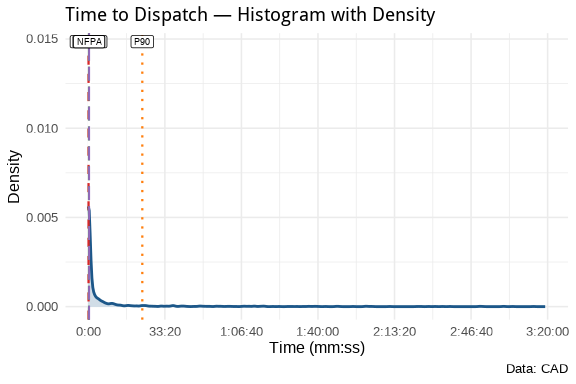 Time to Dispatch — Histogram with Density
NFPA
P90
0.015
0.010
0.005
0.000
Density
0:00
33:20
1:06:40
1:40:00
2:13:20
2:46:40
3:20:00
Time (mm:ss)
Data: CAD